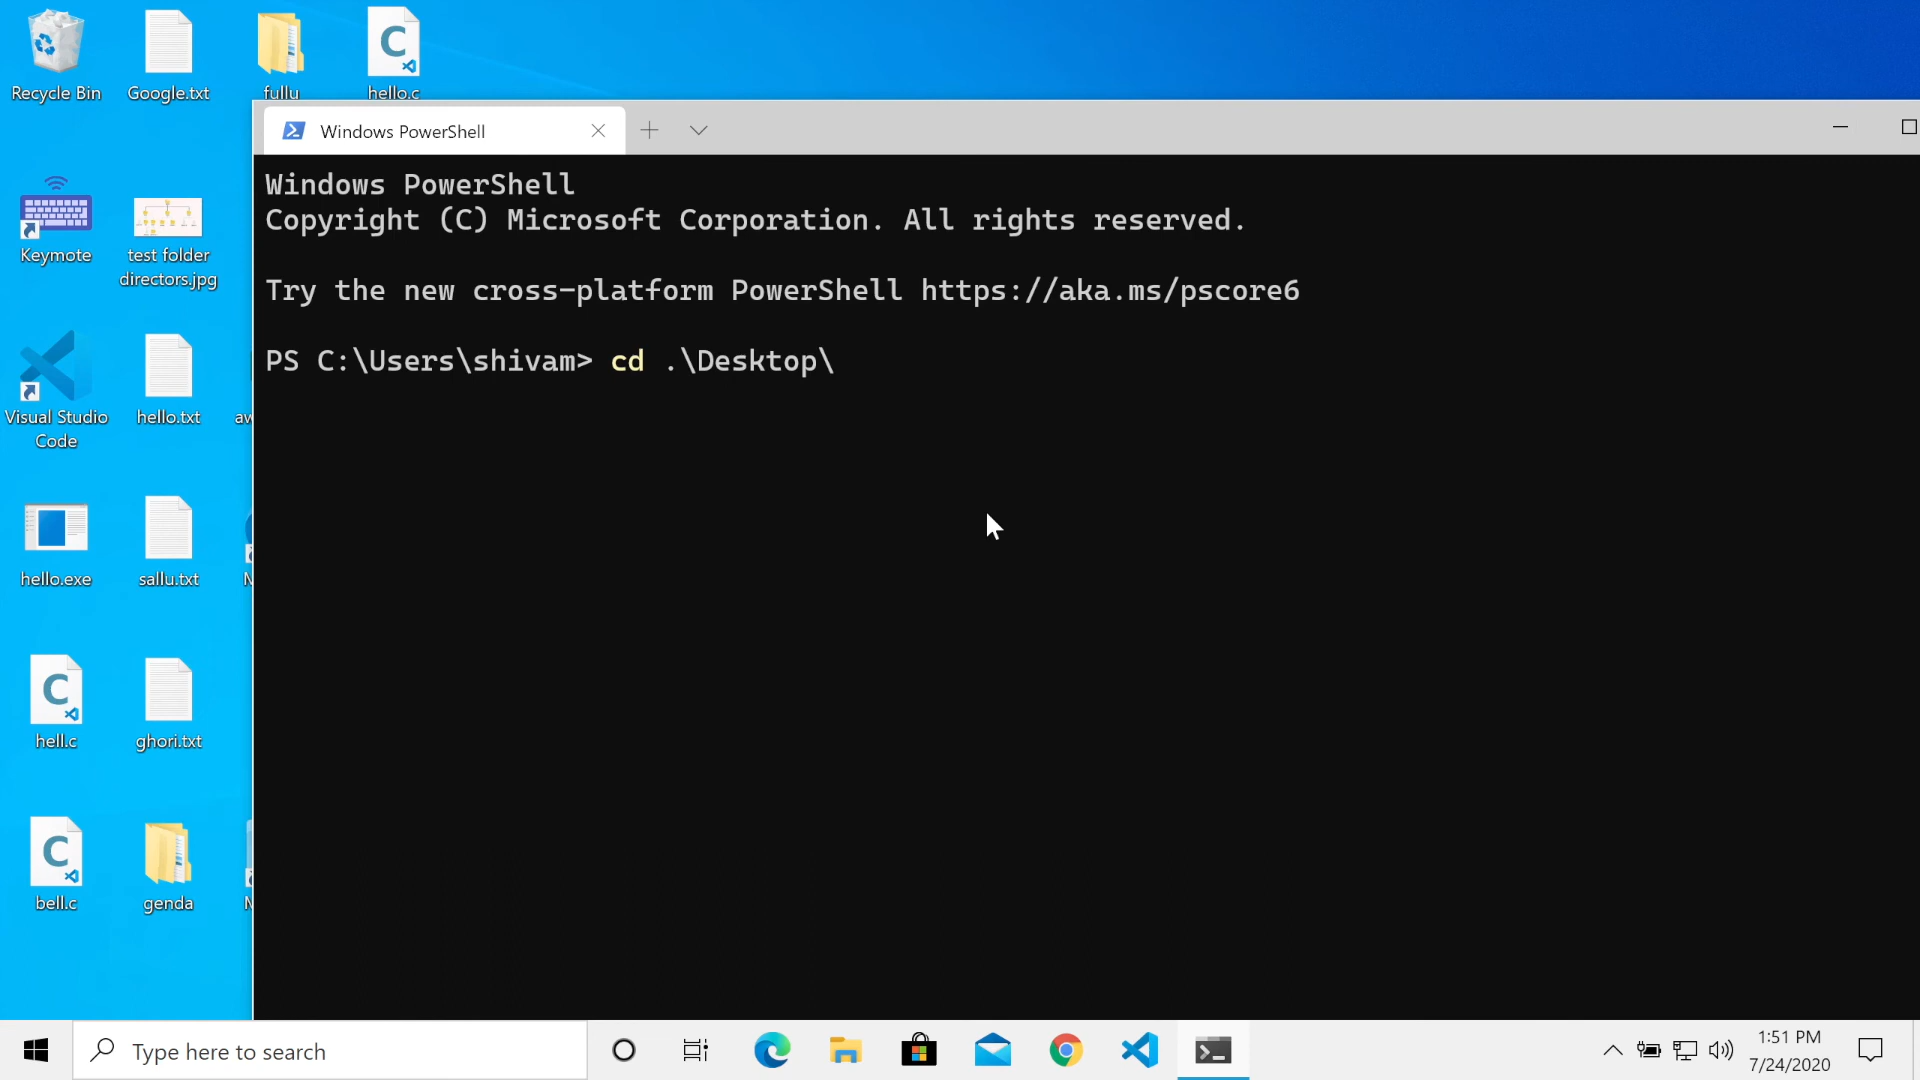 Recycle Bin
Google.txt
fullu
hello.c
Windows PowerShell
Windows PowerShell
Copyright (C) Microsoft Corporation. All rights reserved.
Try the new cross-platform PowerShell https://aka.ms/pscore6
PS C:\Users\shivam> cd .\Desktop\
Keymote
test folder
directors.jpg
Visual Studio
Code
hello.txt
aw
hello.exe
sallu.txt
hell.c
ghori.txt
bell.c
genda
Type here to search
1:51 PM
7/24/2020